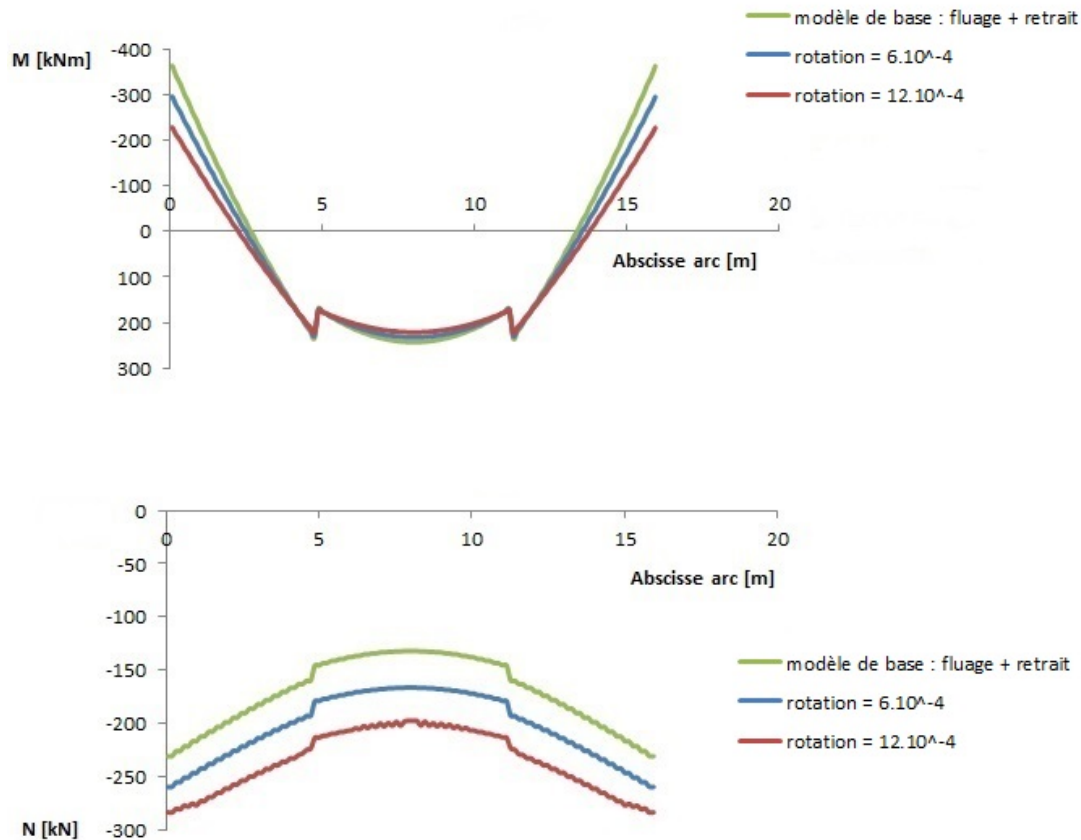 modèle de base : fluage + retrait
rotation = 6.10^-4
rotation = 12.10^-4
M [kNm]
-400
-300
-200
-100
0
100
200
300
0
5
10
15
20
Abscisse arc [m]
0
-50
-100
-150
-200
-250
-300
0
5
10
15
20
Abscisse arc [m]
modèle de base : fluage + retrait
rotation = 6.10^-4
rotation = 12.10^-4
N [kN]